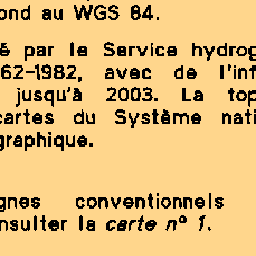 ond au WGS 84.
é par le Service hydrog
62-1982, avec de l'inf
jusqu'à 2003. La top
cartes du Système nati
graphique.
gnes conventionnels
nsulter la carte nº 1.